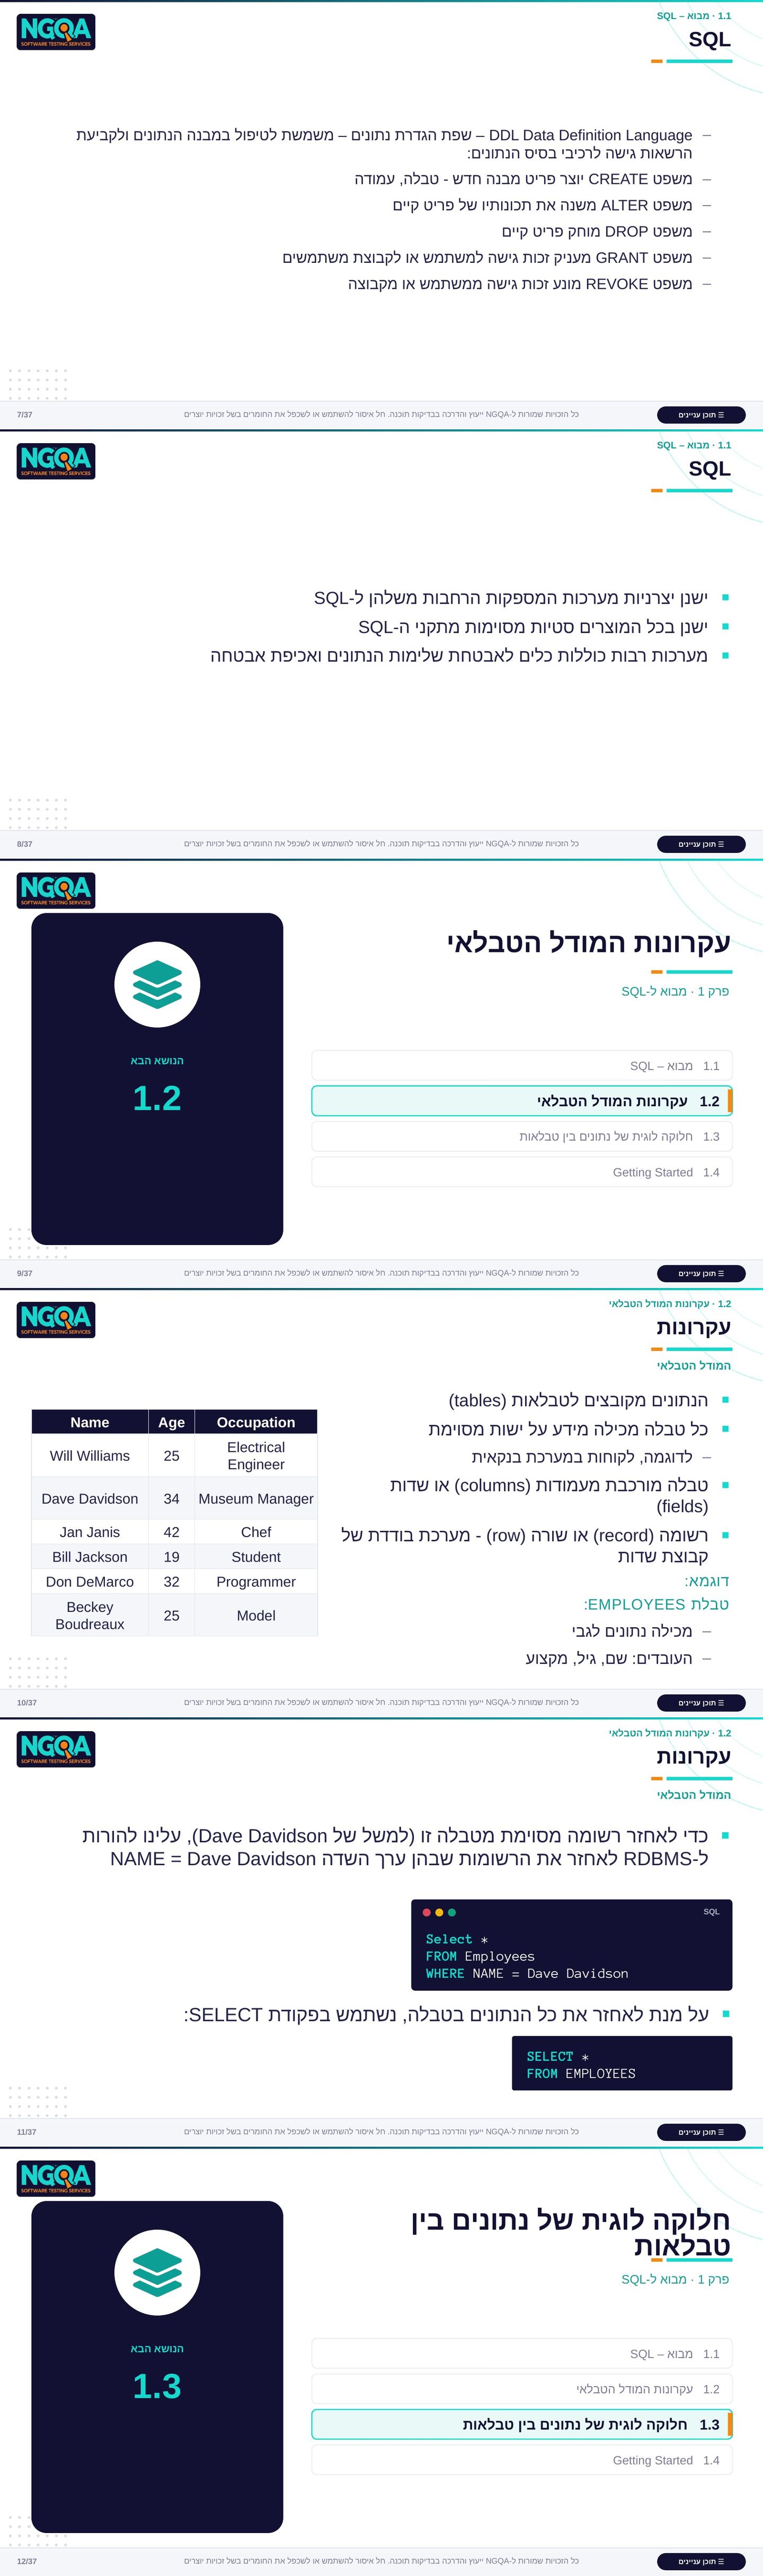 NGQA
SOFTWARE TESTING SERVICES
1.1 · מבוא – SQL
SQL
– DDL Data Definition Language – שפת הגדרת נתונים – משמשת לטיפול במבנה הנתונים ולקביעת
הרשאות גישה לרכיבי בסיס הנתונים:
– משפט CREATE יוצר פריט מבנה חדש - טבלה, עמודה
– משפט ALTER משנה את תכונותיו של פריט קיים
– משפט DROP מוחק פריט קיים
– משפט GRANT מעניק זכות גישה למשתמש או לקבוצת משתמשים
– משפט REVOKE מונע זכות גישה ממשתמש או מקבוצה
☰ תוכן עניינים
כל הזכויות שמורות ל-NGQA ייעוץ והדרכה בבדיקות תוכנה. חל איסור להשתמש או לשכפל את החומרים בשל זכויות יוצרים
7/37
NGQA
SOFTWARE TESTING SERVICES
1.1 · מבוא – SQL
SQL
ישנן יצרניות מערכות המספקות הרחבות משלהן ל-SQL
ישנן בכל המוצרים סטיות מסוימות מתקני ה-SQL
מערכות רבות כוללות כלים לאבטחת שלימות הנתונים ואכיפת אבטחה
☰ תוכן עניינים
כל הזכויות שמורות ל-NGQA ייעוץ והדרכה בבדיקות תוכנה. חל איסור להשתמש או לשכפל את החומרים בשל זכויות יוצרים
8/37
NGQA
SOFTWARE TESTING SERVICES
עקרונות המודל הטבלאי
פרק 1 · מבוא ל-SQL
1.1 מבוא – SQL
1.2 עקרונות המודל הטבלאי
1.3 חלוקה לוגית של נתונים בין טבלאות
1.4 Getting Started
הנושא הבא
1.2
☰ תוכן עניינים
כל הזכויות שמורות ל-NGQA ייעוץ והדרכה בבדיקות תוכנה. חל איסור להשתמש או לשכפל את החומרים בשל זכויות יוצרים
9/37
NGQA
SOFTWARE TESTING SERVICES
1.2 · עקרונות המודל הטבלאי
עקרונות
המודל הטבלאי
הנתונים מקובצים לטבלאות (tables)
כל טבלה מכילה מידע על ישות מסוימת
– לדוגמה, לקוחות במערכת בנקאית
טבלה מורכבת מעמודות (columns) או שדות
(fields)
רשומה (record) או שורה (row) - מערכת בודדת של
קבוצת שדות
דוגמא:
טבלת EMPLOYEES:
– מכילה נתונים לגבי
– העובדים: שם, גיל, מקצוע
Name Age Occupation
Will Williams 25 Electrical
Engineer
Dave Davidson 34 Museum Manager
Jan Janis 42 Chef
Bill Jackson 19 Student
Don DeMarco 32 Programmer
Beckey
Boudreaux 25 Model
☰ תוכן עניינים
כל הזכויות שמורות ל-NGQA ייעוץ והדרכה בבדיקות תוכנה. חל איסור להשתמש או לשכפל את החומרים בשל זכויות יוצרים
10/37
NGQA
SOFTWARE TESTING SERVICES
1.2 · עקרונות המודל הטבלאי
עקרונות
המודל הטבלאי
כדי לאחזר רשומה מסוימת מטבלה זו (למשל של Dave Davidson), עלינו להורות
ל-RDBMS לאחזר את הרשומות שבהן ערך השדה NAME = Dave Davidson
SQL
Select *
FROM Employees
WHERE NAME = Dave Davidson
על מנת לאחזר את כל הנתונים בטבלה, נשתמש בפקודת SELECT:
SELECT *
FROM EMPLOYEES
☰ תוכן עניינים
כל הזכויות שמורות ל-NGQA ייעוץ והדרכה בבדיקות תוכנה. חל איסור להשתמש או לשכפל את החומרים בשל זכויות יוצרים
11/37
NGQA
SOFTWARE TESTING SERVICES
חלוקה לוגית של נתונים בין
טבלאות
פרק 1 · מבוא ל-SQL
1.1 מבוא – SQL
1.2 עקרונות המודל הטבלאי
1.3 חלוקה לוגית של נתונים בין טבלאות
1.4 Getting Started
הנושא הבא
1.3
☰ תוכן עניינים
כל הזכויות שמורות ל-NGQA ייעוץ והדרכה בבדיקות תוכנה. חל איסור להשתמש או לשכפל את החומרים בשל זכויות יוצרים
12/37